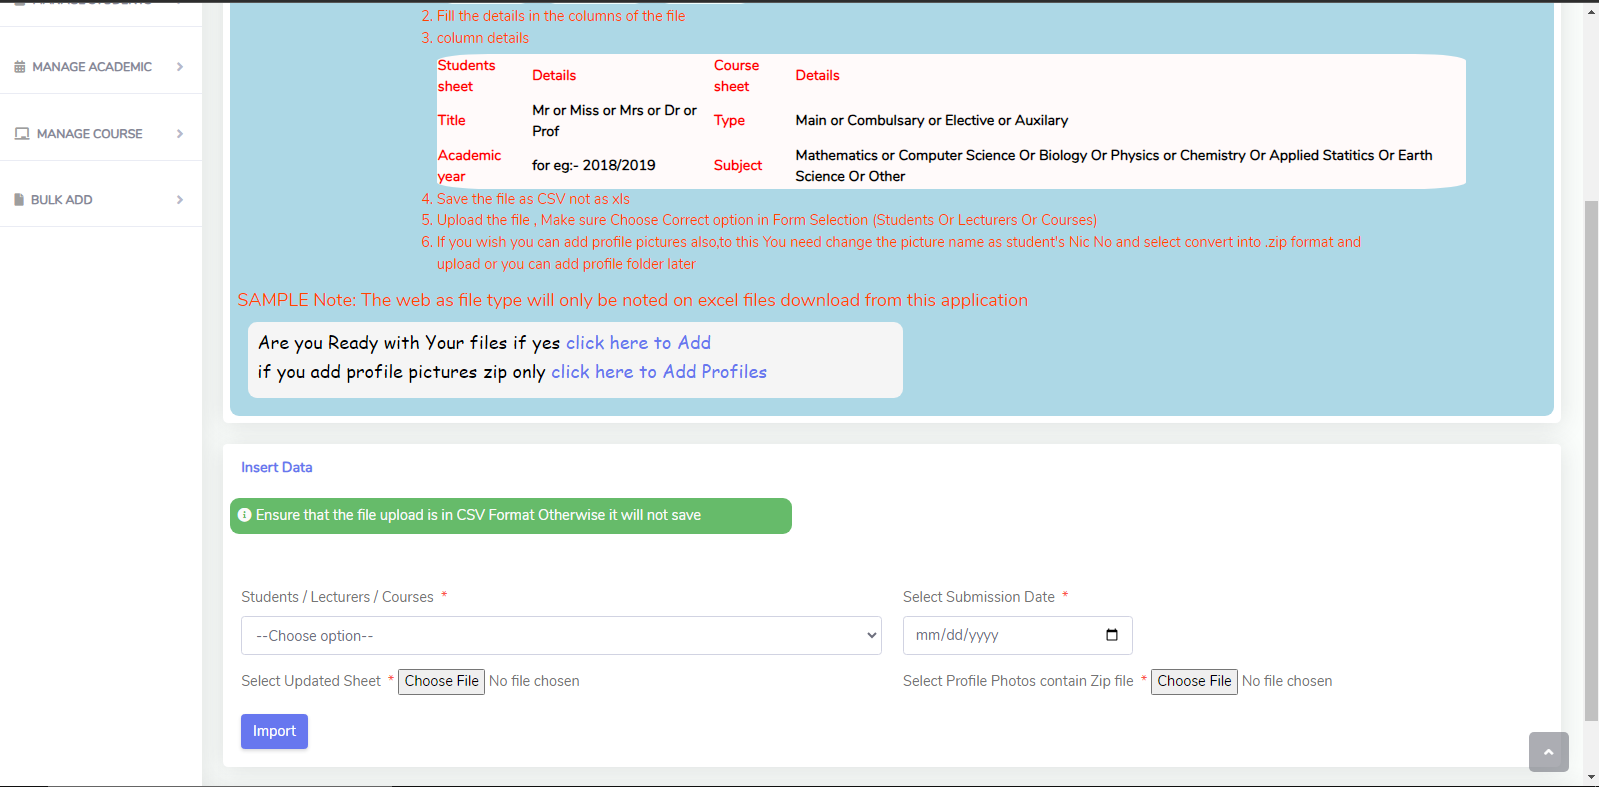 MANAGE STUDENTS
MANAGE ACADEMIC
MANAGE COURSE
BULK ADD
2. Fill the details in the columns of the file
3. column details
Students sheet
Details
Course sheet
Details
Title
Mr or Miss or Mrs or Dr or
Prof
Type
Main or Combulsary or Elective or Auxilary
Academic
year
for eg:- 2018/2019
Subject
Mathematics or Computer Science Or Biology Or Physics or Chemistry Or Applied Statitics Or Earth
Science Or Other
4. Save the file as CSV not as xls
5. Upload the file , Make sure Choose Correct option in Form Selection (Students Or Lecturers Or Courses)
6. If you wish you can add profile pictures also,to this You need change the picture name as student's Nic No and select convert into .zip format and
upload or you can add profile folder later
SAMPLE Note: The web as file type will only be noted on excel files download from this application
Are you Ready with Your files if yes click here to Add
if you add profile pictures zip only click here to Add Profiles
Insert Data
Ensure that the file upload is in CSV Format Otherwise it will not save
Students / Lecturers / Courses *
Select Submission Date *
--Choose option--
mm/dd/yyyy
Select Updated Sheet * Choose File No file chosen
Select Profile Photos contain Zip file * Choose File No file chosen
Import